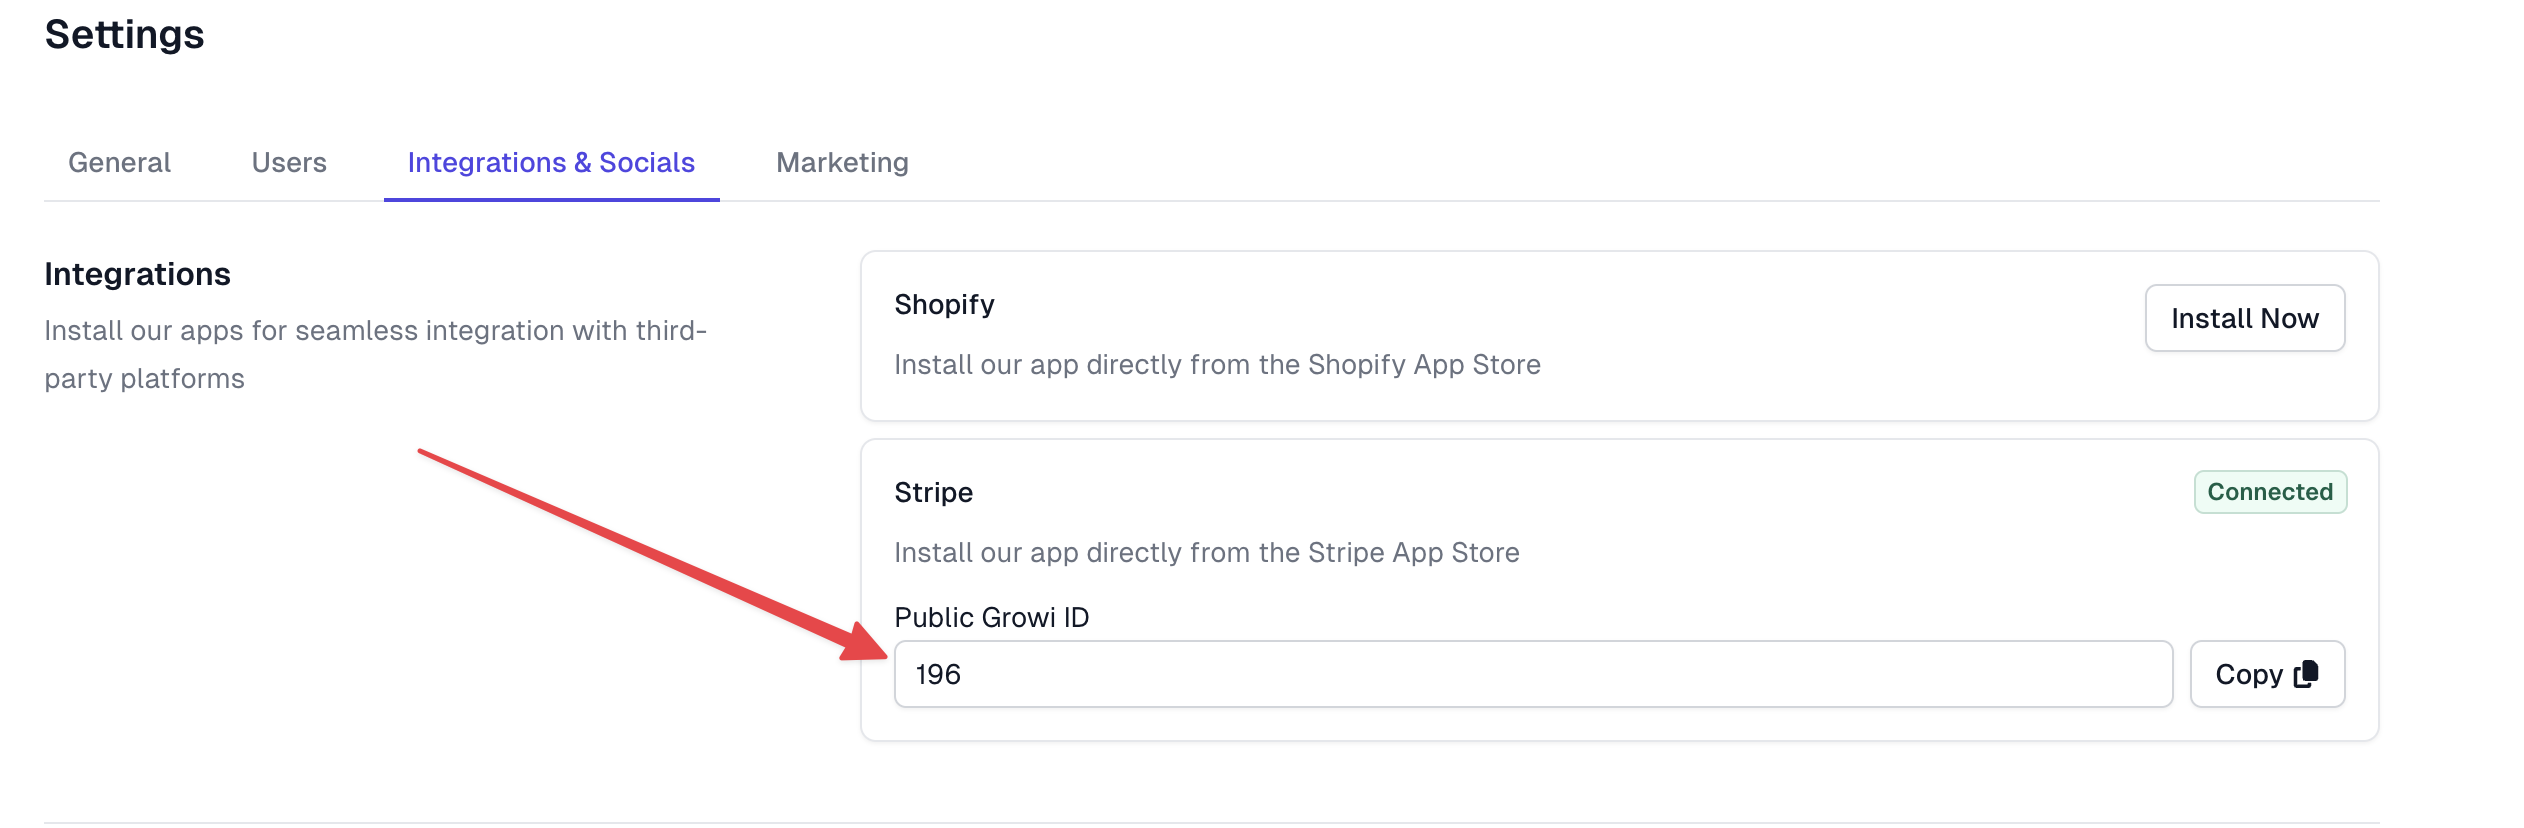 Settings
General
Users
Integrations & Socials
Marketing
Integrations
Install our apps for seamless integration with third-
party platforms
Shopify
Install Now
Install our app directly from the Shopify App Store
Stripe
Connected
Install our app directly from the Stripe App Store
Public Growi ID
196
Copy